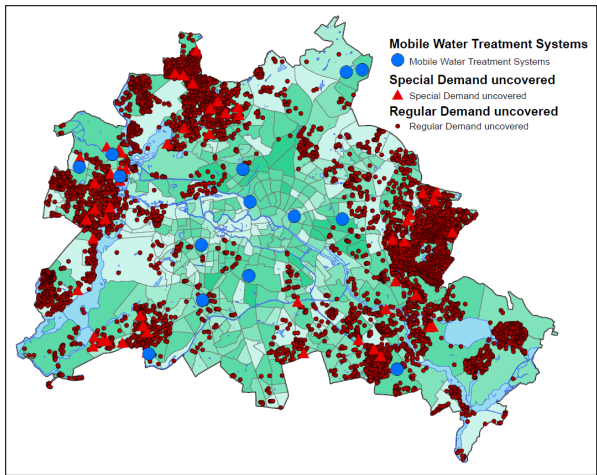 Mobile Water Treatment Systems
Mobile Water Treatment Systems
Special Demand uncovered
Special Demand uncovered
Regular Demand uncovered
Regular Demand uncovered